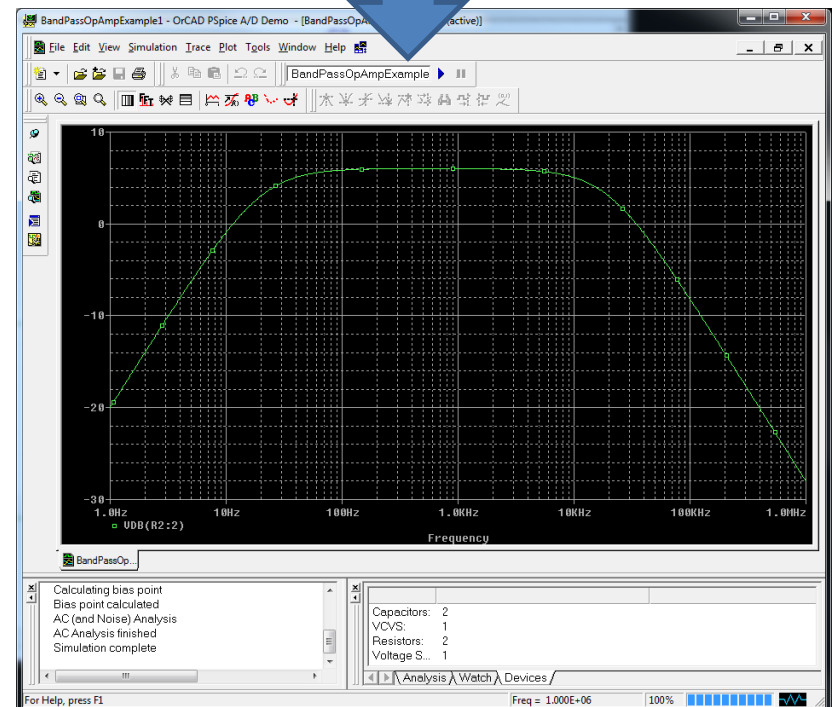 BandPassOpAmpExample1 - OrCAD PSpice A/D Demo - [BandPassOpA (active)]
File Edit View Simulation Trace Plot Tools Window Help
BandPassOpAmpExample
10
0
-10
-20
-30
1.0Hz 10Hz 100Hz 1.0KHz 10KHz 100KHz 1.0MHz
VDB(R2:2)
Frequency
BandPassOp...
Calculating bias point
Bias point calculated
AC (and Noise) Analysis
AC Analysis finished
Simulation complete
Capacitors: 2
VCVS: 1
Resistors: 2
Voltage S... 1
Analysis Watch Devices
For Help, press F1 Freq = 1.000E+06 100%